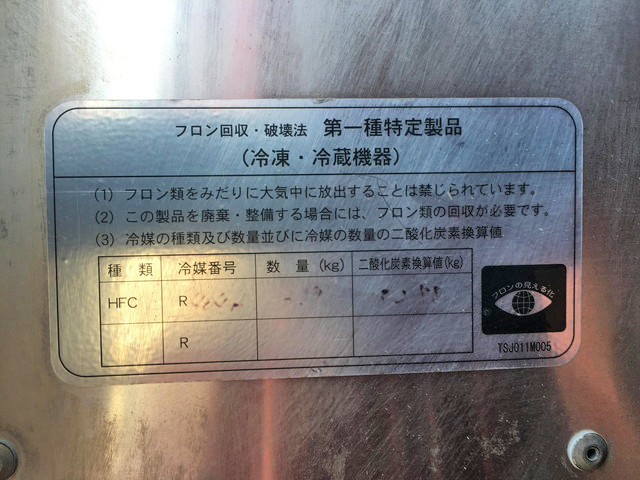 フロン回収・破壊法 第一種特定製品
(冷凍・冷蔵機器)
(1) フロン類をみだりに大気中に放出することは禁じられています。
(2) この製品を廃棄・整備する場合には、フロン類の回収が必要です。
(3) 冷媒の種類及び数量並びに冷媒の数量の二酸化炭素換算値
種 類 冷媒番号 数 量 (kg) 二酸化炭素換算値(kg)
HFC R
R
フロンの見える化
TSJ011M005